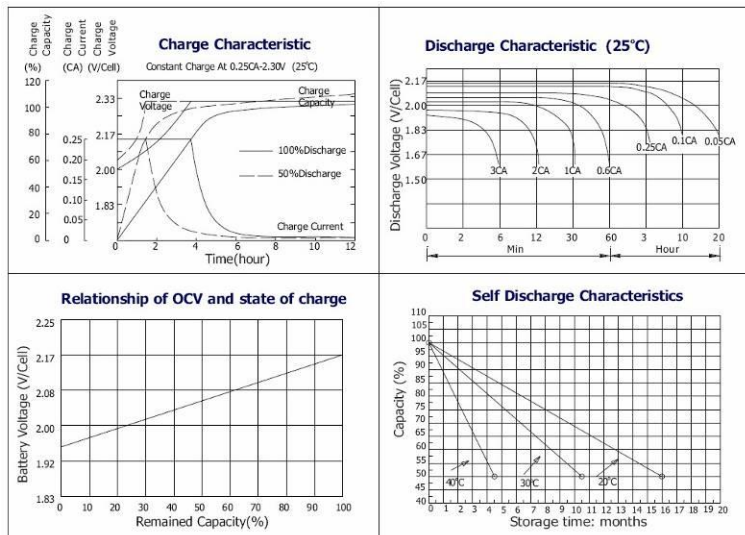 Charge Characteristic
Constant Charge At 0.25CA-2.30V (25°C)
Charge Capacity
Charge Current
Charge Voltage
(%) (CA) (V/Cell)
120
100
80
60
40
20
0
0.25
0.20
0.15
0.10
0.05
0
2.33
2.17
2.00
1.83
Charge Voltage
Charge Capacity
100%Discharge
50%Discharge
Charge Current
0 2 4 6 8 10 12
Time(hour)
Discharge Characteristic (25°C)
Discharge Voltage (V/Cell)
2.17
2.00
1.83
1.67
1.50
3CA 2CA 1CA 0.6CA 0.25CA 0.1CA 0.05CA
0 2 6 12 30 60 3 10 20
Min Hour
Relationship of OCV and state of charge
Battery Voltage (V/Cell)
2.25
2.17
2.08
2.00
1.92
1.83
0 10 20 30 40 50 60 70 80 90 100
Remained Capacity(%)
Self Discharge Characteristics
Capacity (%)
110
105
100
95
90
85
80
75
70
65
60
55
50
45
40
40°C 30°C 20°C
0 1 2 3 4 5 6 7 8 9 10 11 12 13 14 15 16 17 18 19 20
Storage time: months